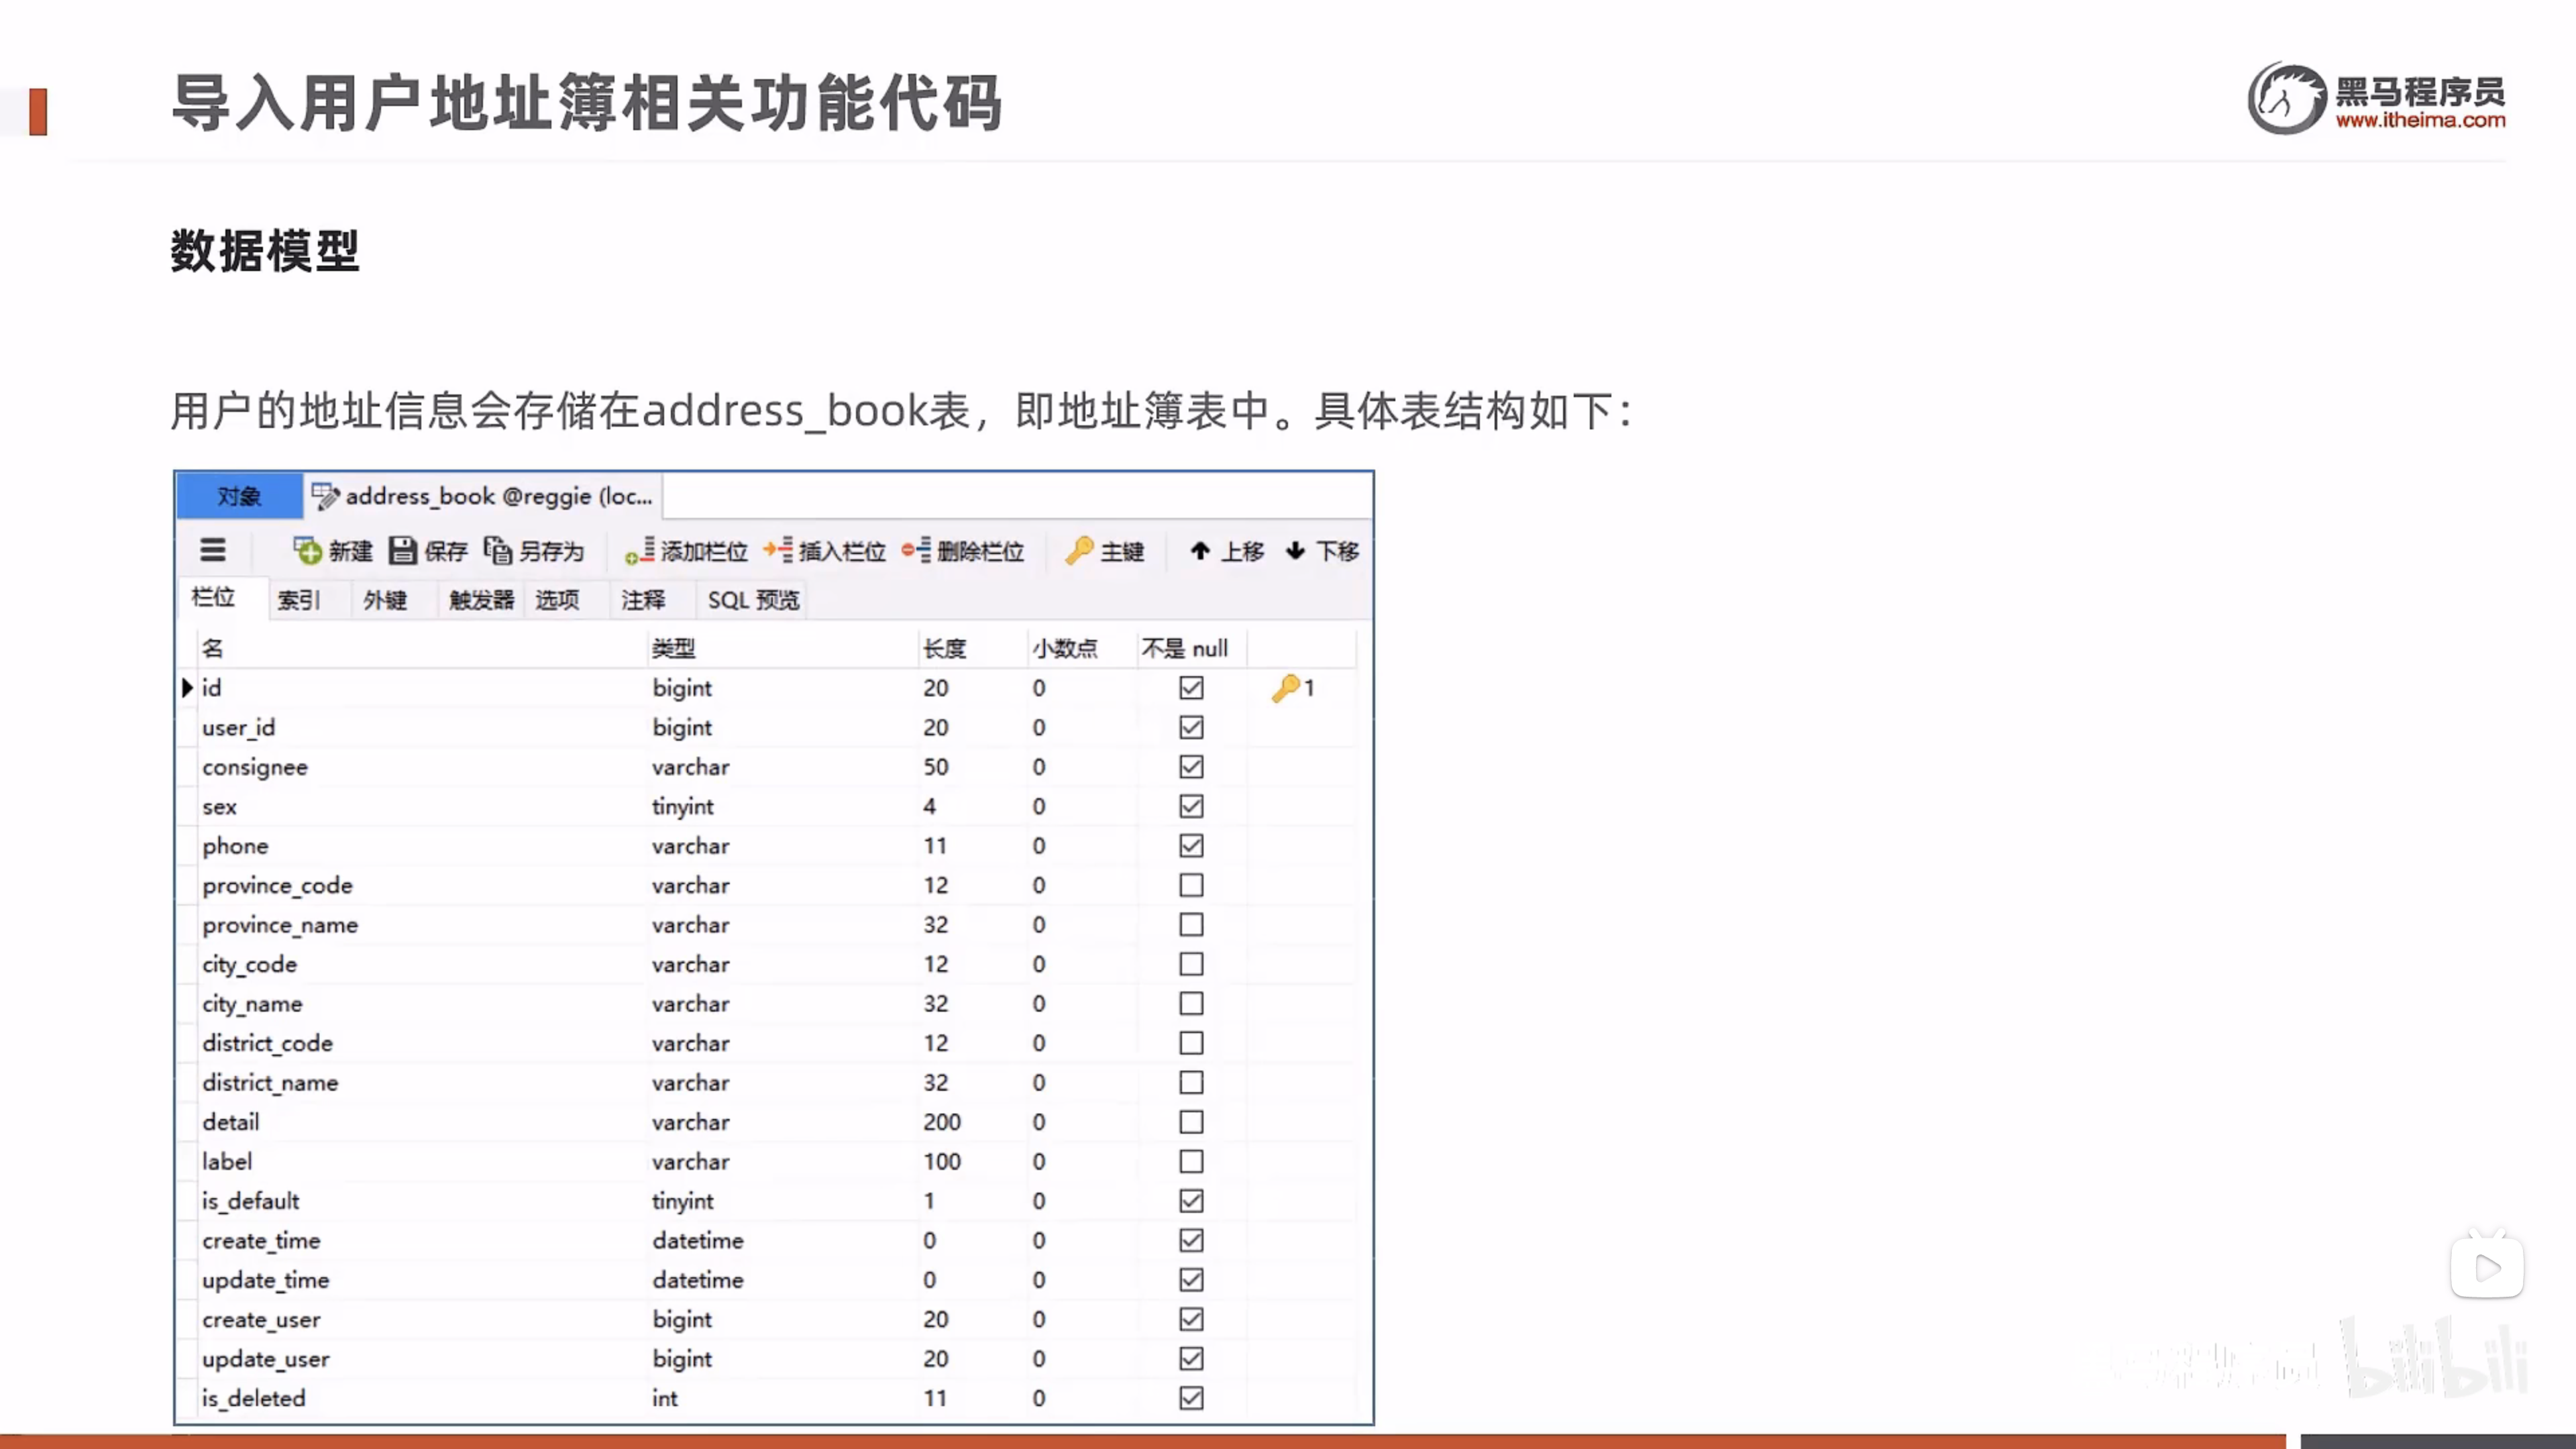 导入用户地址簿相关功能代码
黑马程序员
www.itheima.com
数据模型
用户的地址信息会存储在address_book表，即地址簿表中。具体表结构如下：
对象 address_book @reggie (loc...
新建 保存 另存为 添加栏位 插入栏位 删除栏位 主键 上移 下移
栏位 索引 外键 触发器 选项 注释 SQL 预览
名 类型 长度 小数点 不是 null
id bigint 20 0 1
user_id bigint 20 0
consignee varchar 50 0
sex tinyint 4 0
phone varchar 11 0
province_code varchar 12 0
province_name varchar 32 0
city_code varchar 12 0
city_name varchar 32 0
district_code varchar 12 0
district_name varchar 32 0
detail varchar 200 0
label varchar 100 0
is_default tinyint 1 0
create_time datetime 0 0
update_time datetime 0 0
create_user bigint 20 0
update_user bigint 20 0
is_deleted int 11 0
bilibili